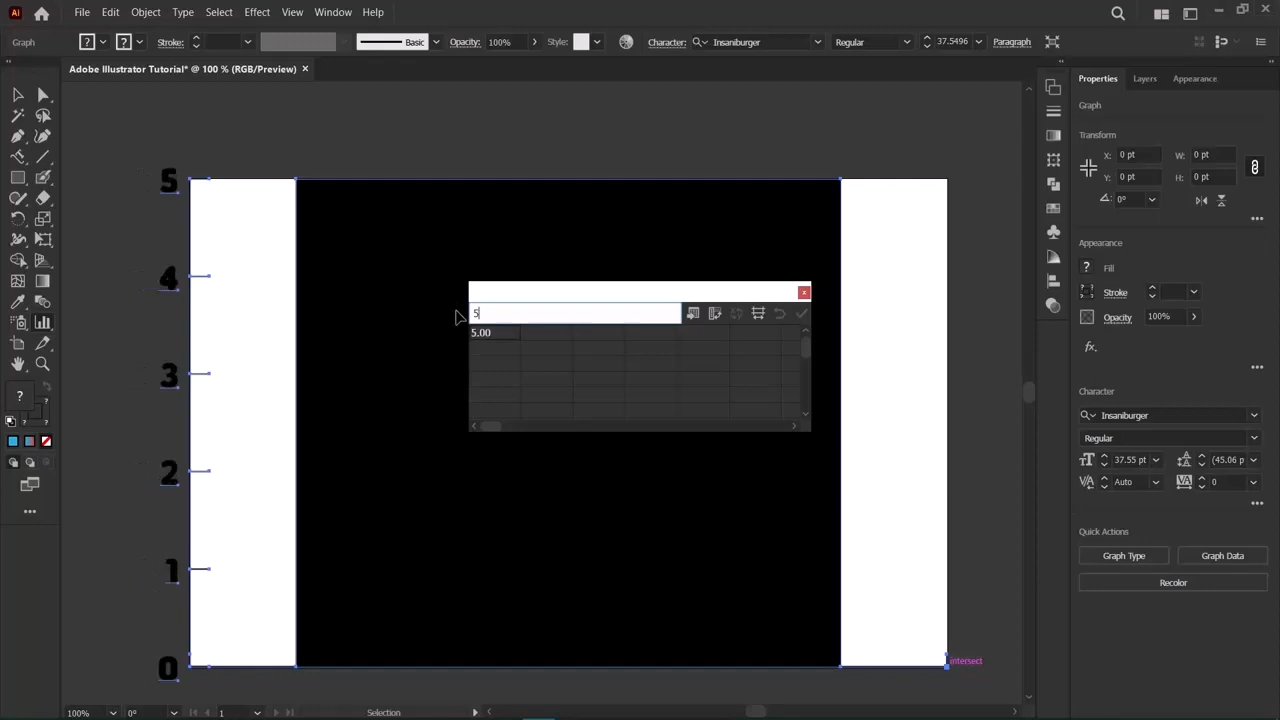 File Edit Object Type Select Effect View Window Help
Graph ? ? Stroke: Basic Opacity: 100% Style: Character: Insaniburger Regular 37.5496 Paragraph
Adobe Illustrator Tutorial* @ 100 % (RGB/Preview) ×
Properties Layers Appearance
Graph
Transform
X: 0 pt W: 0 pt
Y: 0 pt H: 0 pt
0°
Appearance
? Fill
Stroke
Opacity 100%
fx.
Character
Insaniburger
Regular
37.55 pt (45.06 p
Auto 0
Quick Actions
Graph Type Graph Data
Recolor
5
4
3
2
1
0
5
5.00
intersect
?
100% 0° 1 Selection